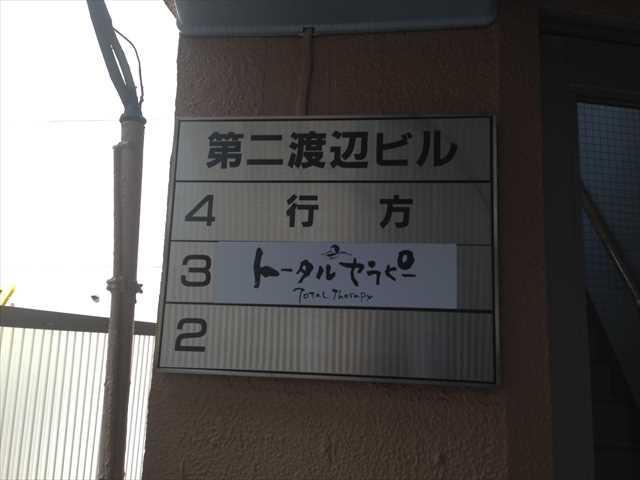 第二渡辺ビル
4 行方
3 トータルセラピー
TOTAL Therapy
2